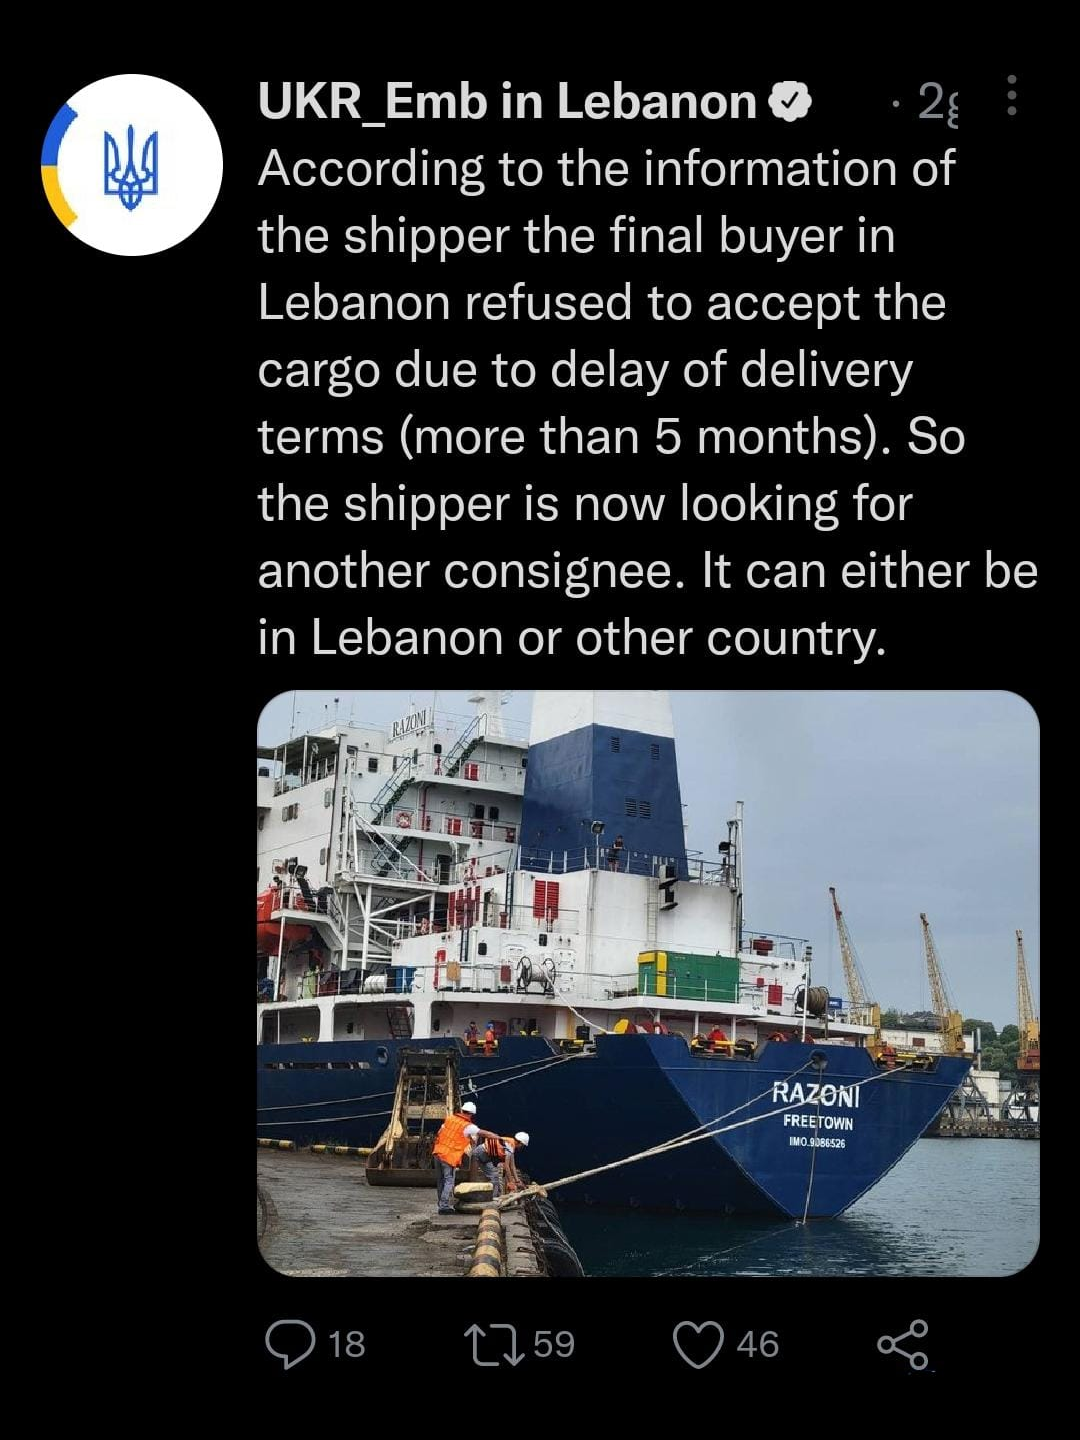 UKR_Emb in Lebanon · 2g
According to the information of
the shipper the final buyer in
Lebanon refused to accept the
cargo due to delay of delivery
terms (more than 5 months). So
the shipper is now looking for
another consignee. It can either be
in Lebanon or other country.
RAZONI
RAZONI
FREETOWN
IMO.9086526
18 59 46